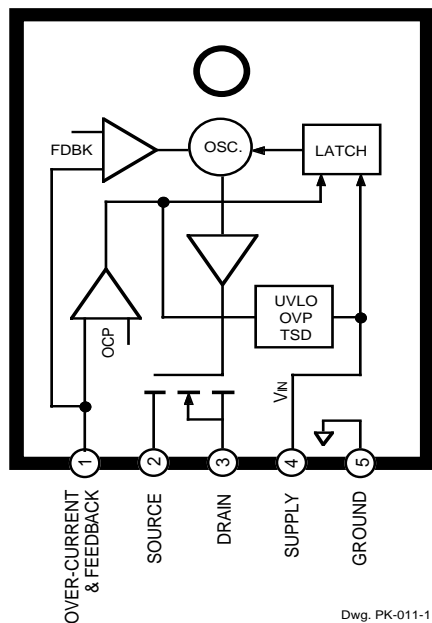 FDBK
OSC.
LATCH
UVLO
OVP
TSD
OCP
VIN
1
2
3
4
5
OVER-CURRENT
& FEEDBACK
SOURCE
DRAIN
SUPPLY
GROUND
Dwg. PK-011-1